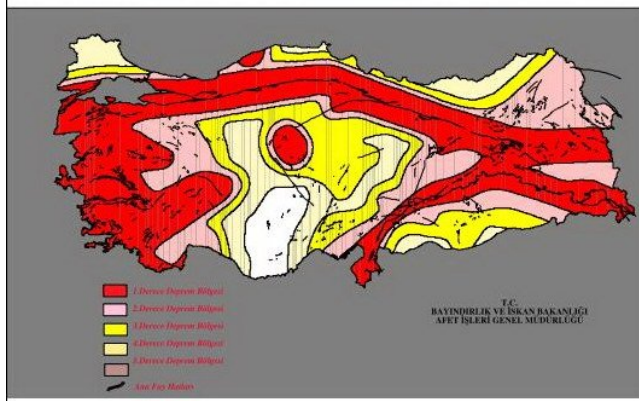 1.Derece Deprem Bölgesi
2.Derece Deprem Bölgesi
3.Derece Deprem Bölgesi
4.Derece Deprem Bölgesi
5.Derece Deprem Bölgesi
Ana Fay Hatları
T.C.
BAYINDIRLIK VE İSKAN BAKANLIĞI
AFET İŞLERİ GENEL MÜDÜRLÜĞÜ